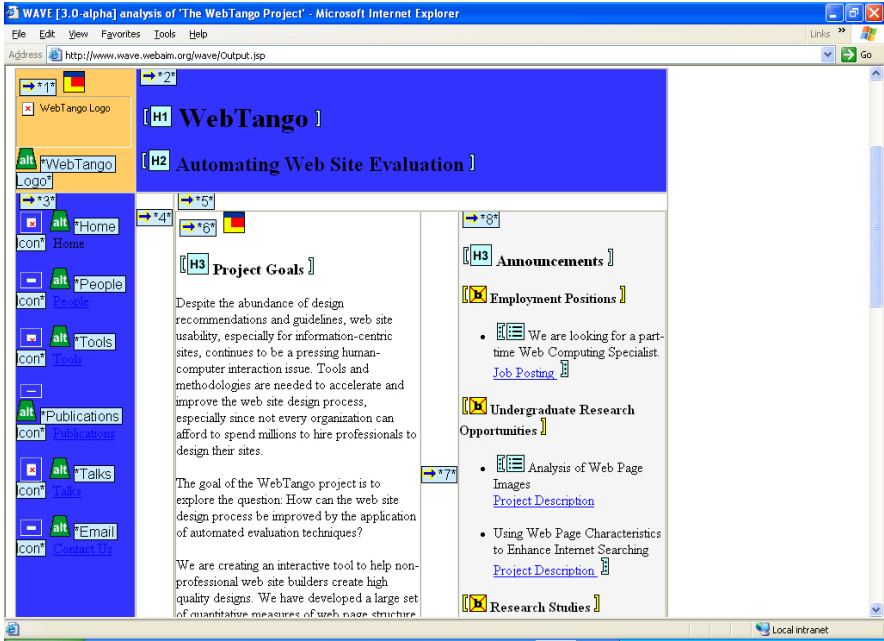 WAVE [3.0-alpha] analysis of 'The WebTango Project' - Microsoft Internet Explorer
File Edit View Favorites Tools Help Links »
Address http://www.wave.webaim.org/wave/Output.jsp Go
*1*
WebTango Logo
alt *WebTango
Logo*
*2*
[H1 WebTango ]
[H2 Automating Web Site Evaluation ]
*3*
alt *Home
Icon* Home
alt *People
Icon* People
alt *Tools
Icon* Tools
alt *Publications
Icon* Publications
alt *Talks
Icon* Talks
alt *Email
Icon* Contact Us
*4*
*5*
*6*
[H3 Project Goals ]
Despite the abundance of design
recommendations and guidelines, web site
usability, especially for information-centric
sites, continues to be a pressing human-
computer interaction issue. Tools and
methodologies are needed to accelerate and
improve the web site design process,
especially since not every organization can
afford to spend millions to hire professionals to
design their sites.
The goal of the WebTango project is to
explore the question: How can the web site
design process be improved by the application
of automated evaluation techniques?
We are creating an interactive tool to help non-
professional web site builders create high
quality designs. We have developed a large set
of quantitative measures of web page structure
*7*
*8*
[H3 Announcements ]
[b Employment Positions ]
• We are looking for a part-
time Web Computing Specialist.
Job Posting
[b Undergraduate Research
Opportunities ]
• Analysis of Web Page
Images
Project Description
• Using Web Page Characteristics
to Enhance Internet Searching
Project Description
[b Research Studies ]
Local intranet